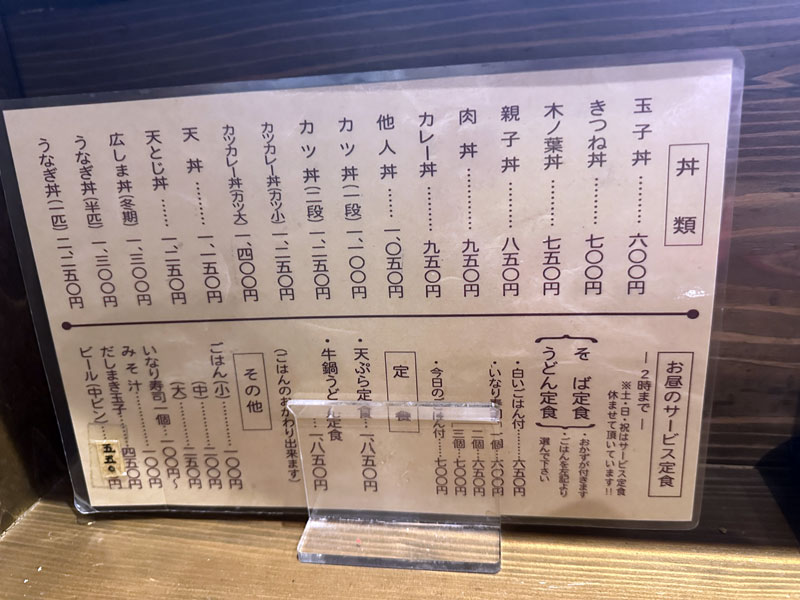 丼類
玉子丼………六〇〇円
きつね丼………七〇〇円
木ノ葉丼………七五〇円
親子丼………八五〇円
肉丼………九五〇円
カレー丼………九五〇円
他人丼……一、〇五〇円
カツ丼(一段)一、一〇〇円
カツ丼(二段)一、二五〇円
カツカレー丼(カツ小)一、二五〇円
カツカレー丼(カツ大)一、四〇〇円
天丼……一、一五〇円
天とじ丼……一、二五〇円
広しま丼(冬期)一、三〇〇円
うなぎ丼(半匹)一、三〇〇円
うなぎ丼(一匹)二、二五〇円
お昼のサービス定食
―2時まで―
※土・日・祝はサービス定食
休ませて頂いています!!
そば定食
うどん定食
・おかずが付きます
・ごはんを左記より
選んで下さい
・白いごはん付……六五〇円
・いなり 一個…六〇〇円
二個…六五〇円
三個…七〇〇円
・今日のごはん付……七〇〇円
定食
・天ぷら定食…一、八五〇円
・牛鍋うどん定食…一、八五〇円
(ごはんのおかわり出来ます)
その他
ごはん(小)…………一〇〇円
(中)…………一五〇円
(大)…………二〇〇円
いなり寿司一個…一〇〇円〜
みそ汁…………一〇〇円
だしまき玉子……四五〇円
ビール(中ビン)…五五〇円